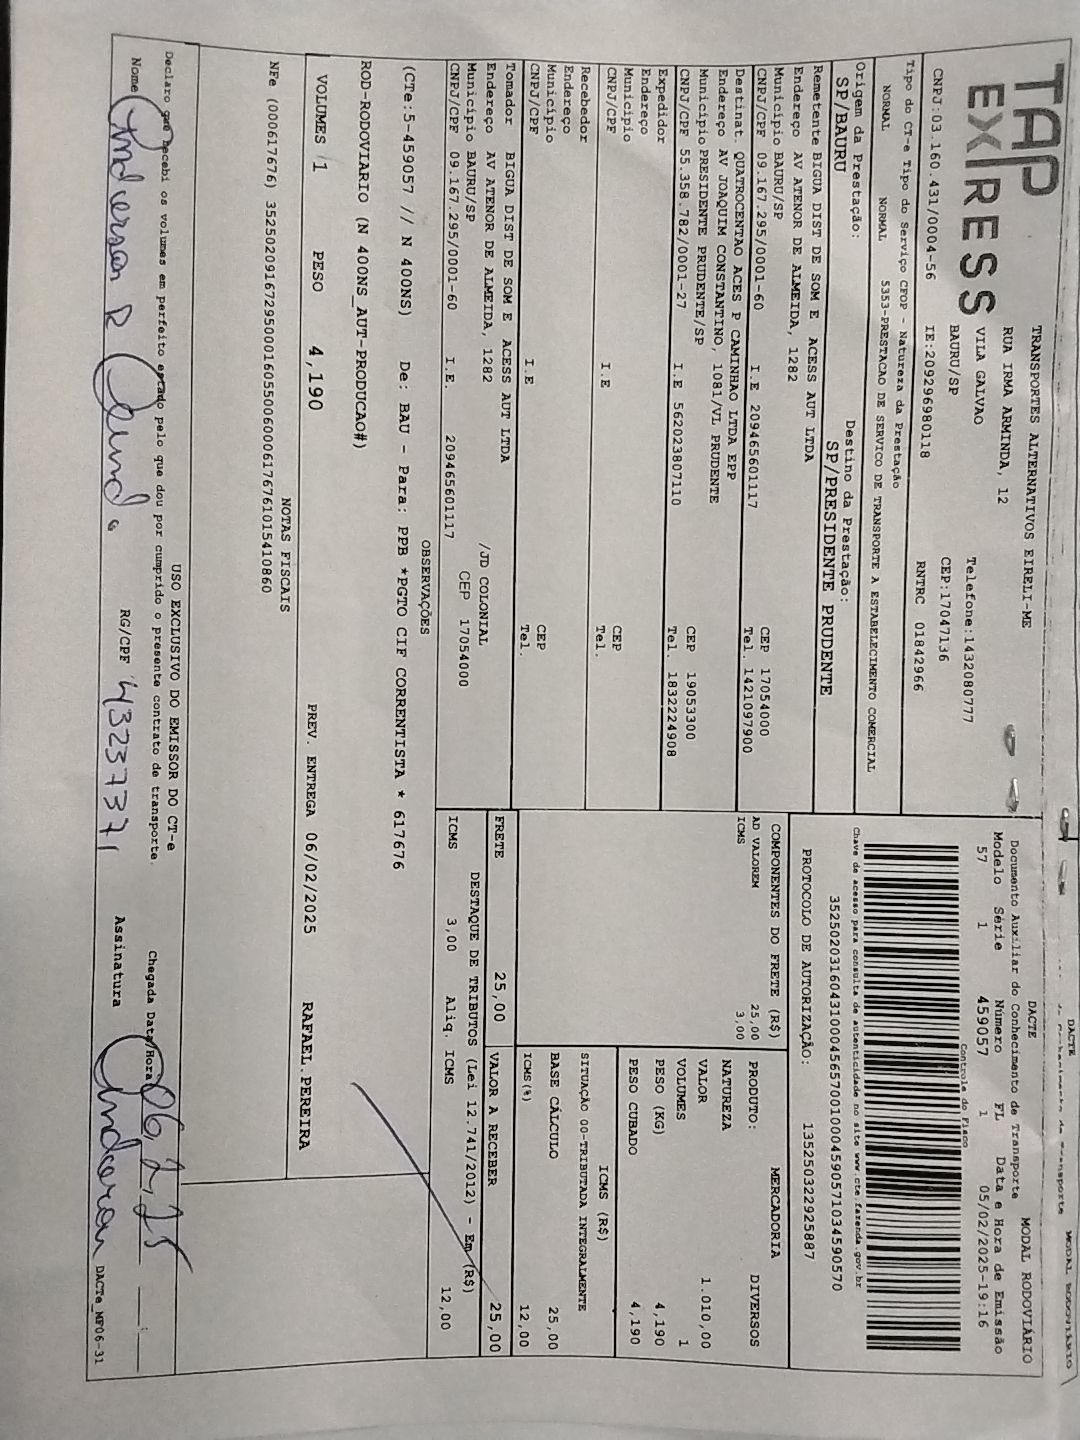 TAP
EXPRESS
CNPJ:03.160.431/0004-56
TRANSPORTES ALTERNATIVOS EIRELI-ME
RUA IRMA ARMINDA, 12
VILA GALVAO
BAURU/SP
IE:209296980118
Telefone:1432080777
CEP:17047136
RNTRC 01842966
DACTE
MODAL RODOVIÁRIO
Documento Auxiliar do Conhecimento de Transporte
Modelo Série Número FL Data e Hora de Emissão
57 1 459057 1 05/02/2025-19:16
Controle do Fisco
Chave de acesso para consulta de autenticidade no site www.cte.fazenda.gov.br
35250203160431000456570010004590571034590570
PROTOCOLO DE AUTORIZAÇÃO: 135250322925887
Tipo do CT-e Tipo do Serviço CFOP - Natureza da Prestação
NORMAL NORMAL 5353-PRESTACAO DE SERVICO DE TRANSPORTE A ESTABELECIMENTO COMERCIAL
Origem da Prestação: Destino da Prestação:
SP/BAURU SP/PRESIDENTE PRUDENTE
Remetente BIGUA DIST DE SOM E ACESS AUT LTDA
Endereço AV ATENOR DE ALMEIDA, 1282
Município BAURU/SP CEP 17054000
CNPJ/CPF 09.167.295/0001-60 I.E 209465601117 Tel. 1421097900
Destinat. QUATROCENTAO ACES P CAMINHAO LTDA EPP
Endereço AV JOAQUIM CONSTANTINO, 1081/VL PRUDENTE
Município PRESIDENTE PRUDENTE/SP CEP 19053300
CNPJ/CPF 55.358.782/0001-27 I.E 562023807110 Tel. 1832224908
Expedidor
Endereço
Município CEP
CNPJ/CPF I.E Tel.
Recebedor
Endereço
Município CEP
CNPJ/CPF I.E Tel.
Tomador BIGUA DIST DE SOM E ACESS AUT LTDA
Endereço AV ATENOR DE ALMEIDA, 1282 /JD COLONIAL
Município BAURU/SP CEP 17054000
CNPJ/CPF 09.167.295/0001-60 I.E. 209465601117
COMPONENTES DO FRETE (R$)
AD VALOREM 25,00
ICMS 3,00
MERCADORIA
PRODUTO: DIVERSOS
NATUREZA
VALOR 1.010,00
VOLUMES 1
PESO (KG) 4,190
PESO CUBADO 4,190
ICMS (R$)
SITUAÇÃO 00-TRIBUTADA INTEGRALMENTE
BASE CÁLCULO 25,00
ICMS(%) 12,00
FRETE 25,00 VALOR A RECEBER 25,00
DESTAQUE DE TRIBUTOS (Lei 12.741/2012) - Em (R$)
ICMS 3,00 Aliq. ICMS 12,00
OBSERVAÇÕES
(CTe:5-459057 // N 400NS) De: BAU - Para: PPB *PGTO CIF CORRENTISTA * 617676
ROD-RODOVIARIO (N 400NS_AUT-PRODUCAO#)
VOLUMES 1 PESO 4,190 PREV. ENTREGA 06/02/2025 RAFAEL.PEREIRA
NOTAS FISCAIS
NFe (000617676) 35250209167295000160550060006176761015410860
USO EXCLUSIVO DO EMISSOR DO CT-e
Declaro que recebi os volumes em perfeito estado pelo que dou por cumprido o presente contrato de transporte. Chegada Data/Hora 06/2/25
Nome Anderson R RG/CPF 43237371 Assinatura Anderson
DACTe_MF06-31